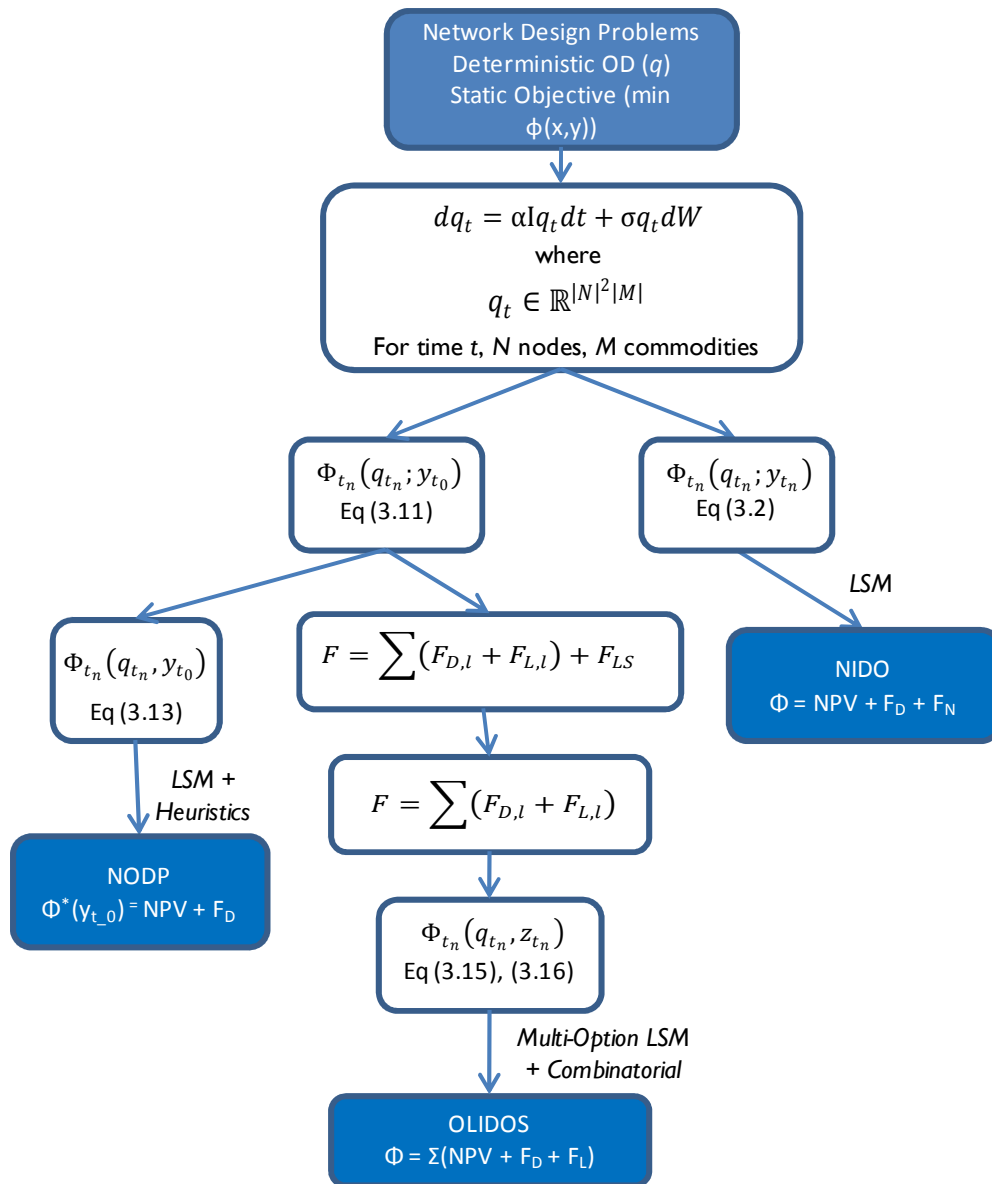 Network Design Problems
Deterministic OD (q)
Static Objective (min
ϕ(x,y))
dq_t = αIq_t dt + σq_t dW
where
q_t ∈ ℝ^{|N|^2|M|}
For time t, N nodes, M commodities
Φ_{t_n}(q_{t_n}; y_{t_0})
Eq (3.11)
Φ_{t_n}(q_{t_n}; y_{t_n})
Eq (3.2)
LSM
Φ_{t_n}(q_{t_n}, y_{t_0})
Eq (3.13)
F = ∑(F_{D,l} + F_{L,l}) + F_{LS}
NIDO
Φ = NPV + F_D + F_N
LSM +
Heuristics
F = ∑(F_{D,l} + F_{L,l})
NODP
Φ^*(y_{t_0}) = NPV + F_D
Φ_{t_n}(q_{t_n}, z_{t_n})
Eq (3.15), (3.16)
Multi-Option LSM
+ Combinatorial
OLIDOS
Φ = Σ(NPV + F_D + F_L)